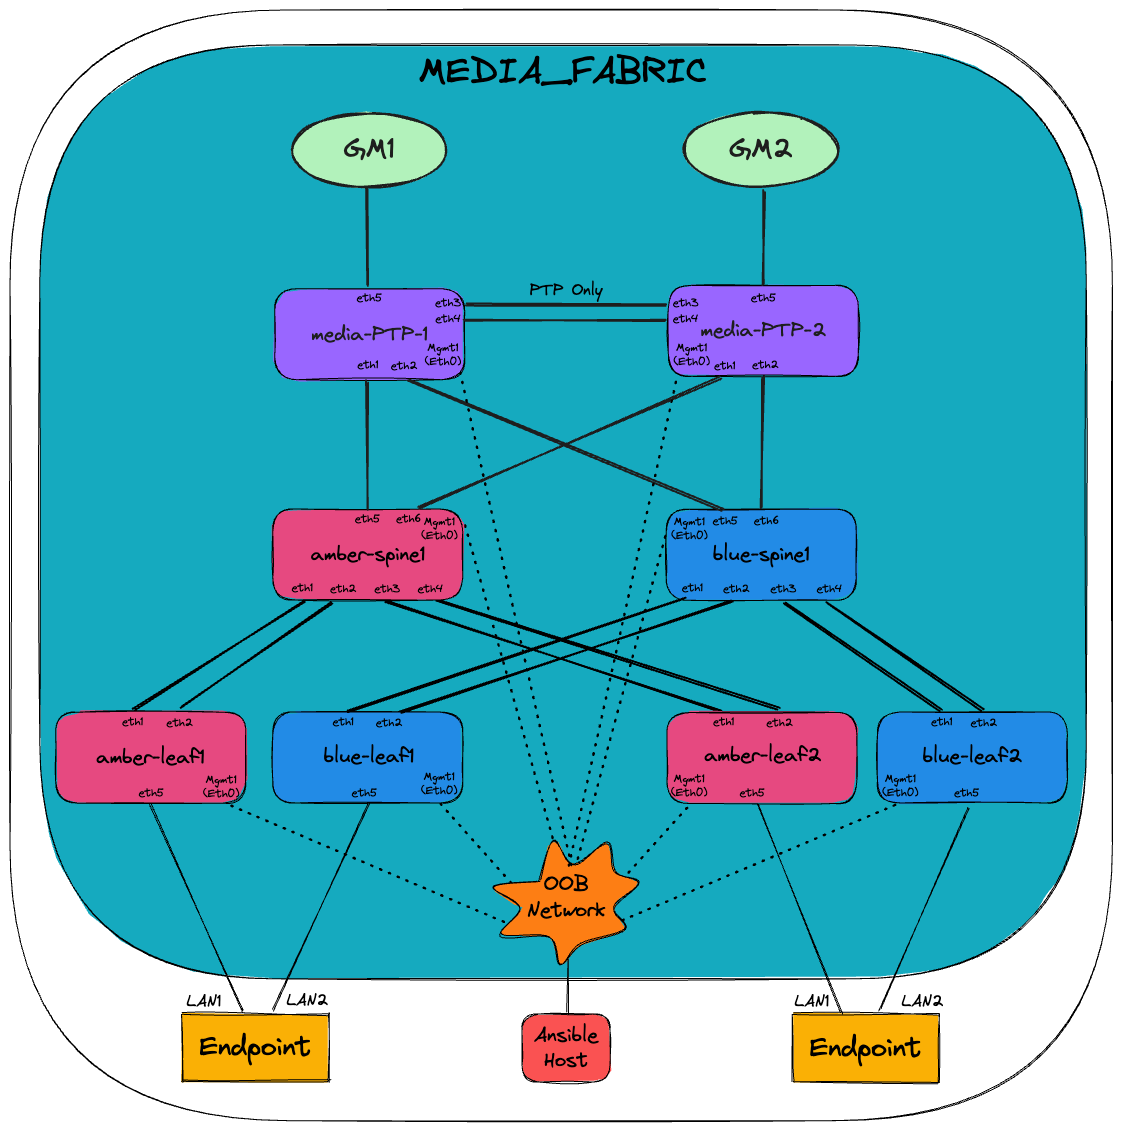 MEDIA_FABRIC
GM1
GM2
PTP Only
eth5
eth3
eth4
media-PTP-1
Mgmt1
(Eth0)
eth1 eth2
eth3
eth5
eth4
media-PTP-2
Mgmt1
(Eth0)
eth1 eth2
eth5 eth6
Mgmt1
(Eth0)
amber-spine1
eth1 eth2 eth3 eth4
Mgmt1
(Eth0)
eth5 eth6
blue-spine1
eth1 eth2 eth3 eth4
eth1 eth2
amber-leaf1
Mgmt1
(Eth0)
eth5
eth1 eth2
blue-leaf1
Mgmt1
(Eth0)
eth5
eth1 eth2
amber-leaf2
Mgmt1
(Eth0)
eth5
eth1 eth2
blue-leaf2
Mgmt1
(Eth0)
eth5
OOB
Network
LAN1
LAN2
Endpoint
Ansible
Host
LAN1
LAN2
Endpoint